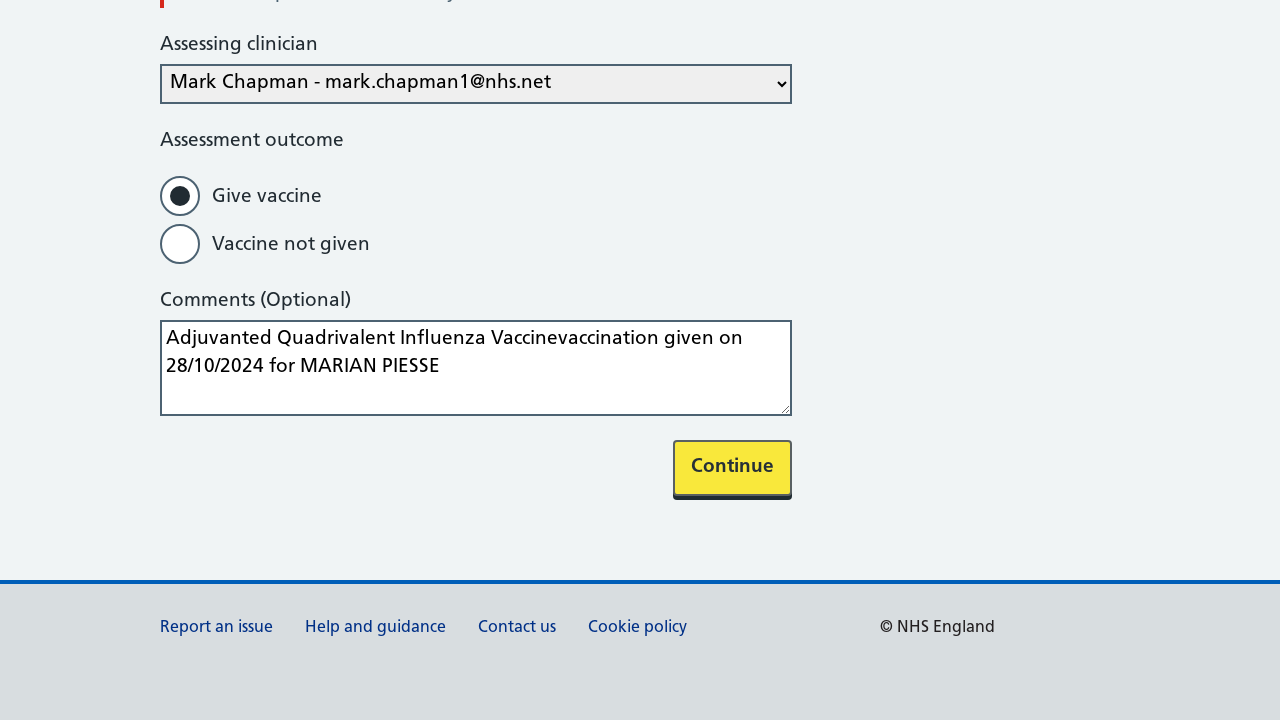 Assessing clinician
Mark Chapman - mark.chapman1@nhs.net
Assessment outcome
Give vaccine
Vaccine not given
Comments (Optional)
Adjuvanted Quadrivalent Influenza Vaccinevaccination given on
28/10/2024 for MARIAN PIESSE
Continue
Report an issue Help and guidance Contact us Cookie policy © NHS England